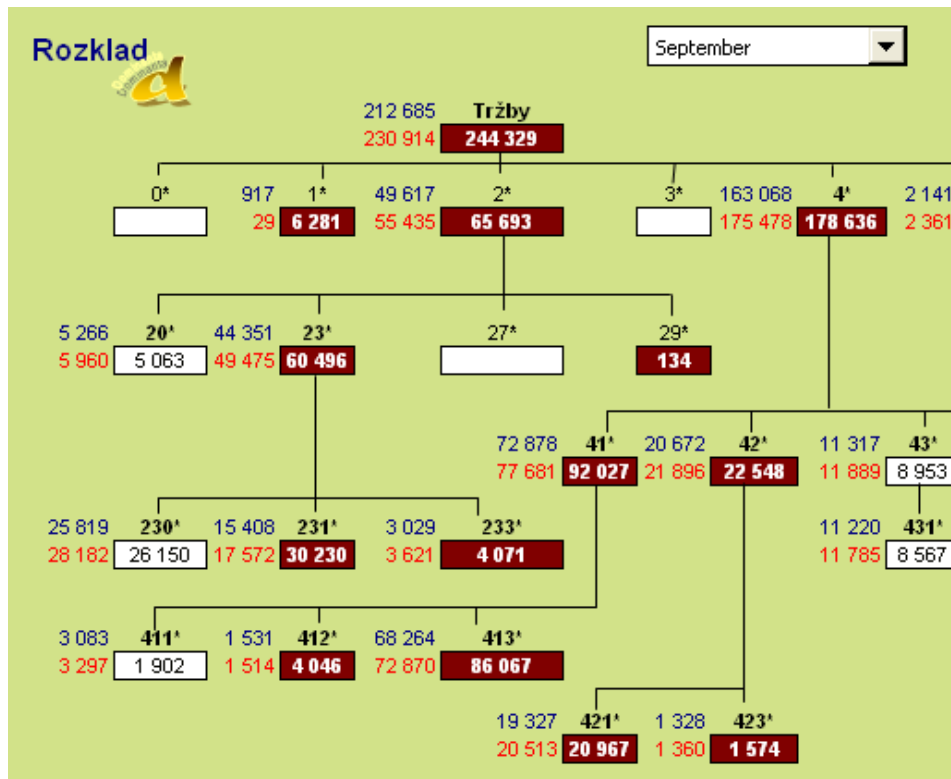 Rozklad
September
Dominanta
212 685 Tržby
230 914 244 329
0* 917 1* 49 617 2* 3* 163 068 4* 2 141
29 6 281 55 435 65 693 175 478 178 636 2 361
5 266 20* 44 351 23* 27* 29*
5 960 5 063 49 475 60 496 134
72 878 41* 20 672 42* 11 317 43*
77 681 92 027 21 896 22 548 11 889 8 953
25 819 230* 15 408 231* 3 029 233* 11 220 431*
28 182 26 150 17 572 30 230 3 621 4 071 11 785 8 567
3 083 411* 1 531 412* 68 264 413*
3 297 1 902 1 514 4 046 72 870 86 067
19 327 421* 1 328 423*
20 513 20 967 1 360 1 574